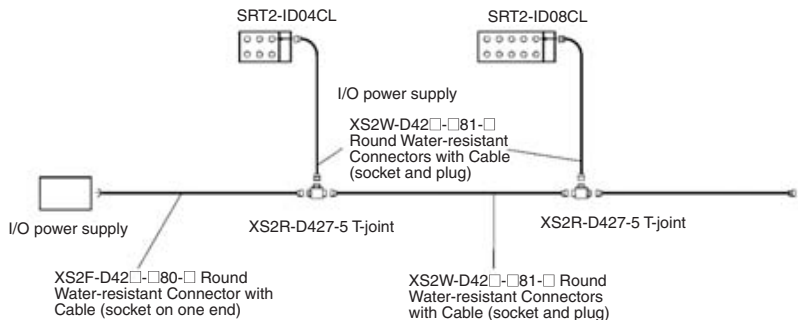 SRT2-ID04CL
SRT2-ID08CL
I/O power supply
XS2W-D42□-□81-□
Round Water-resistant
Connectors with Cable
(socket and plug)
I/O power supply
XS2R-D427-5 T-joint
XS2R-D427-5 T-joint
XS2F-D42□-□80-□ Round
Water-resistant Connector with
Cable (socket on one end)
XS2W-D42□-□81-□ Round
Water-resistant Connectors
with Cable (socket and plug)